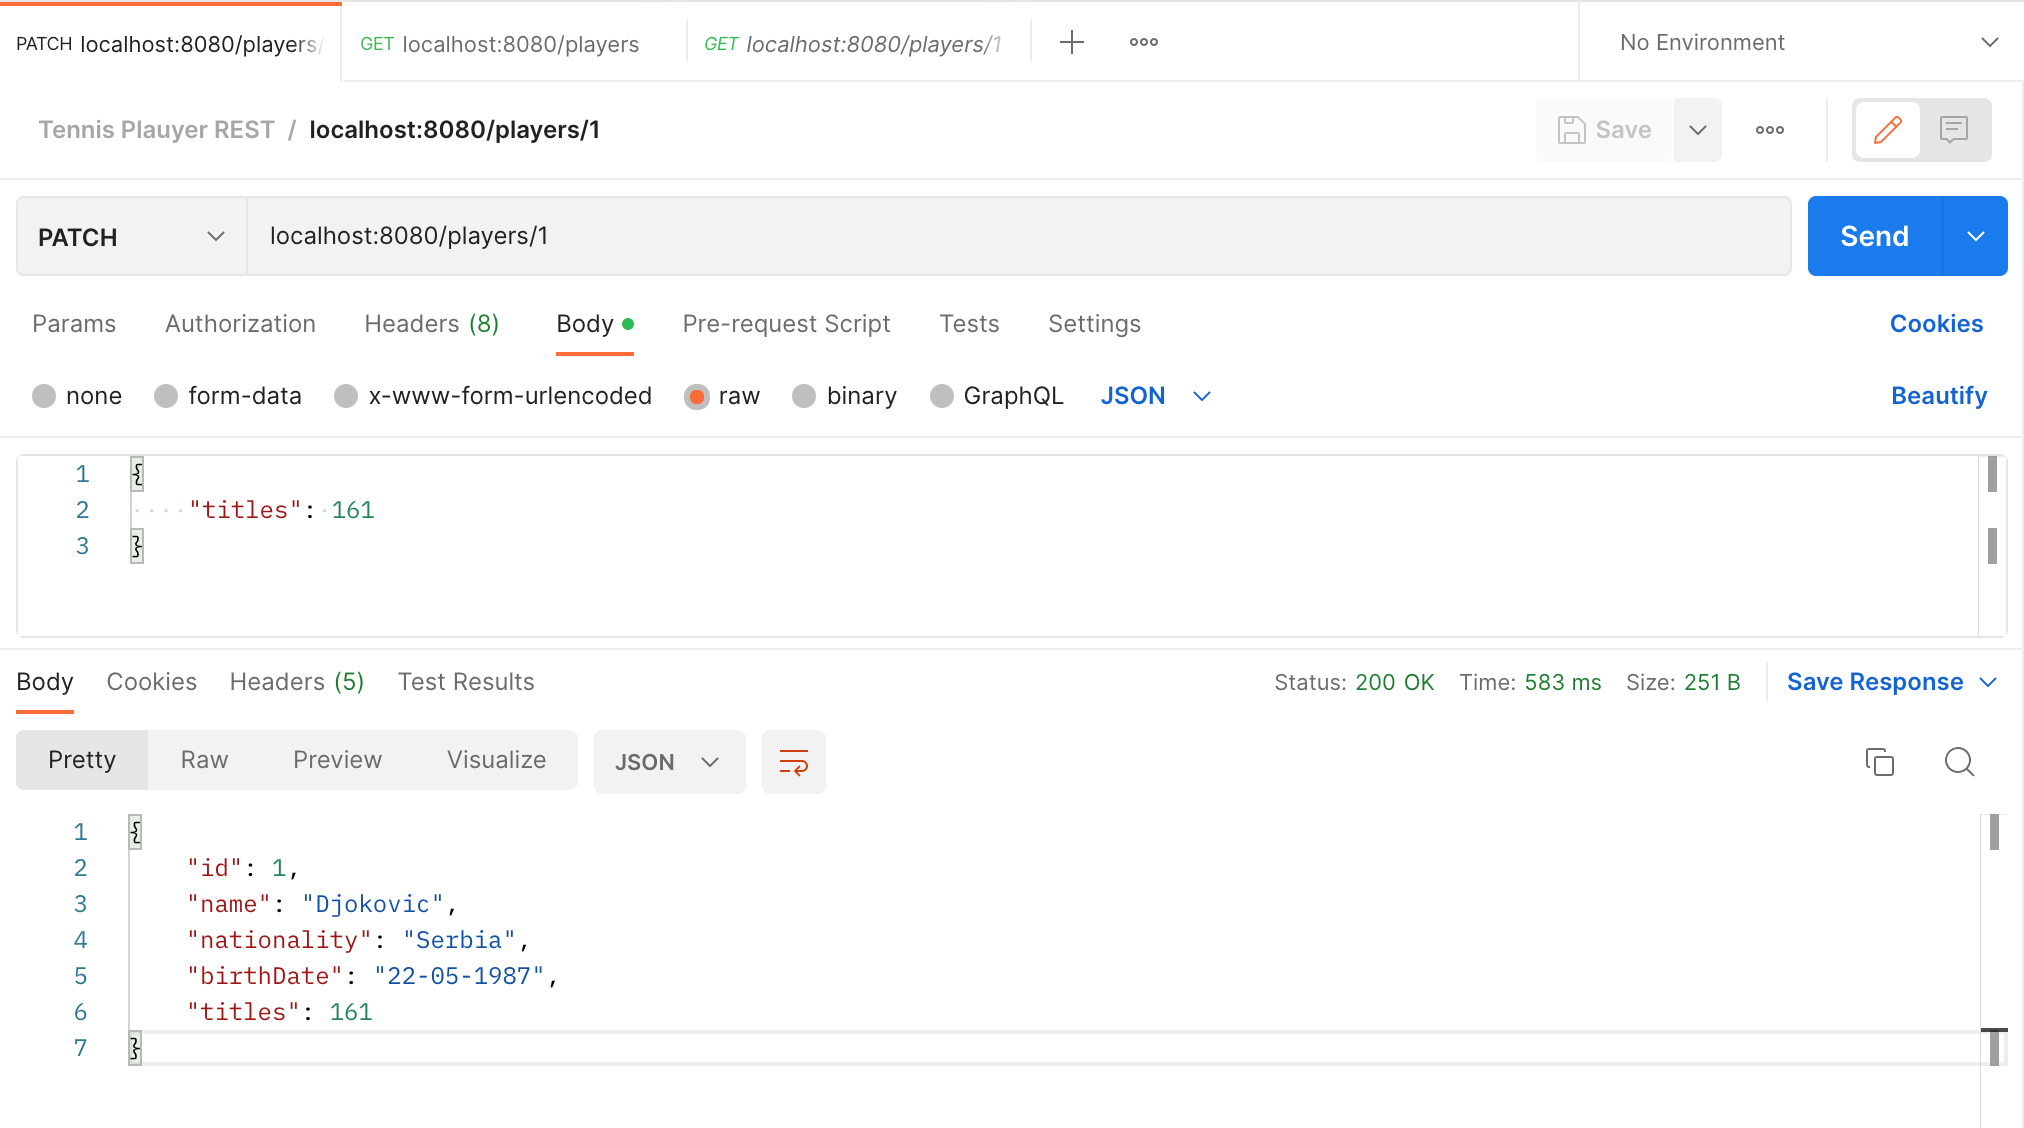 PATCH localhost:8080/players/ GET localhost:8080/players GET localhost:8080/players/1 No Environment
Tennis Plauyer REST / localhost:8080/players/1 Save
PATCH localhost:8080/players/1 Send
Params Authorization Headers (8) Body Pre-request Script Tests Settings Cookies
none form-data x-www-form-urlencoded raw binary GraphQL JSON Beautify
1 {
2 "titles": 161
3 }
Body Cookies Headers (5) Test Results Status: 200 OK Time: 583 ms Size: 251 B Save Response
Pretty Raw Preview Visualize JSON
1 {
2 "id": 1,
3 "name": "Djokovic",
4 "nationality": "Serbia",
5 "birthDate": "22-05-1987",
6 "titles": 161
7 }